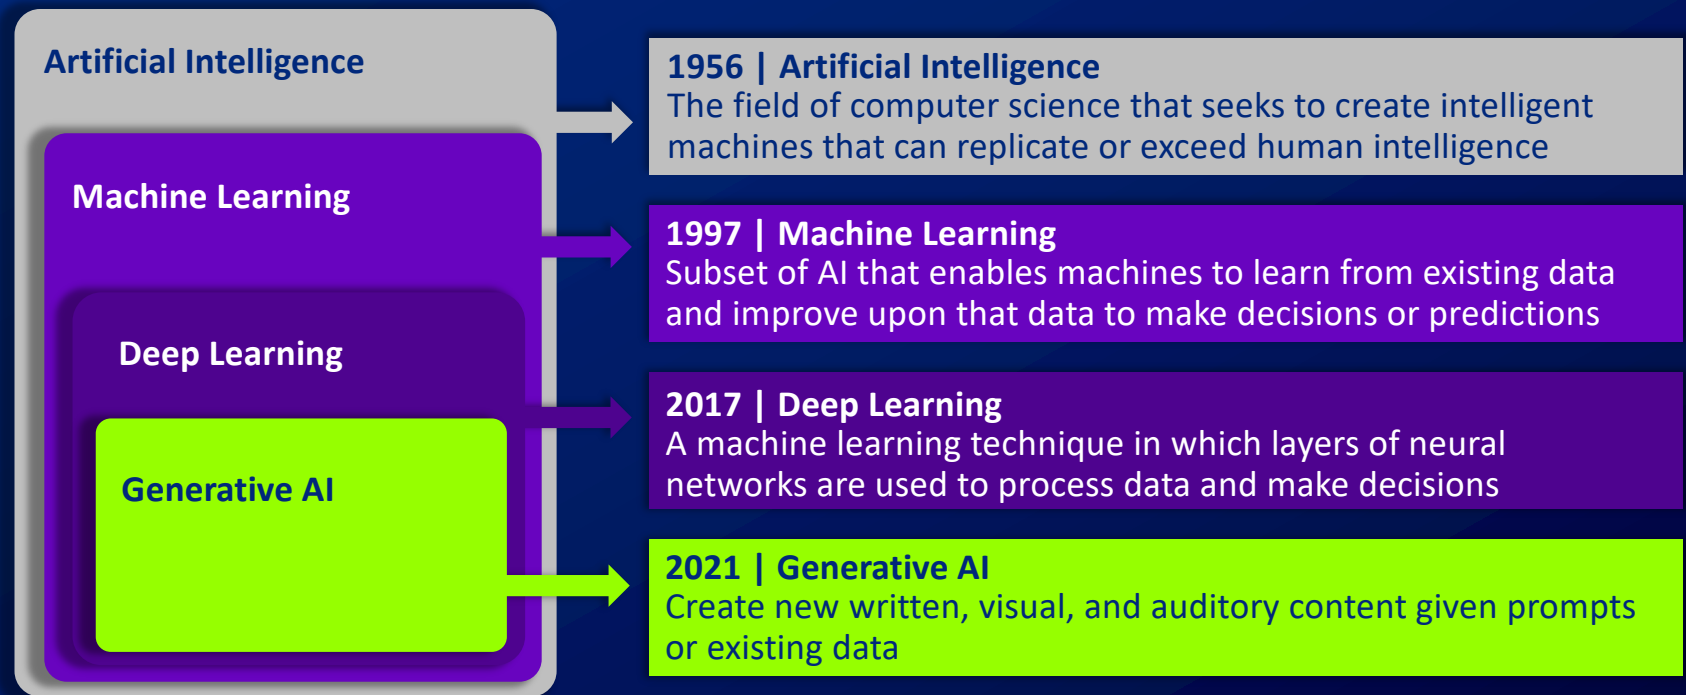 Artificial Intelligence
Machine Learning
Deep Learning
Generative AI
1956 | Artificial Intelligence
The field of computer science that seeks to create intelligent
machines that can replicate or exceed human intelligence
1997 | Machine Learning
Subset of AI that enables machines to learn from existing data
and improve upon that data to make decisions or predictions
2017 | Deep Learning
A machine learning technique in which layers of neural
networks are used to process data and make decisions
2021 | Generative AI
Create new written, visual, and auditory content given prompts
or existing data